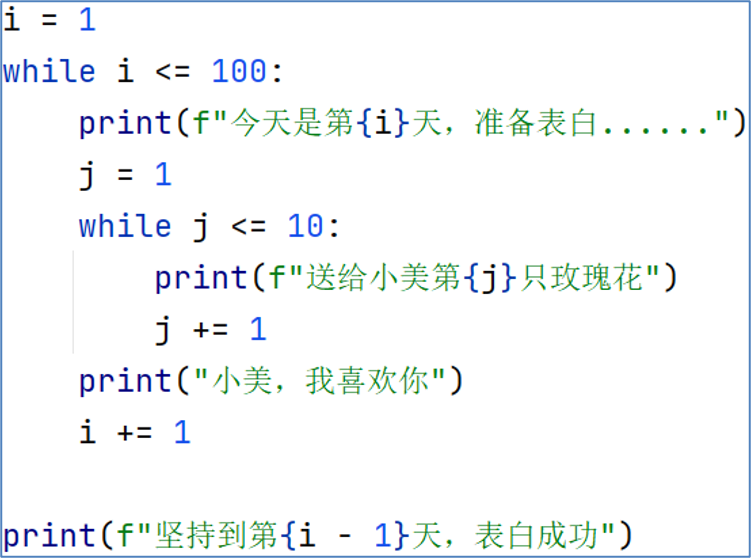 i = 1
while i <= 100:
    print(f"今天是第{i}天，准备表白......")
    j = 1
    while j <= 10:
        print(f"送给小美第{j}只玫瑰花")
        j += 1
    print("小美，我喜欢你")
    i += 1

print(f"坚持到第{i - 1}天，表白成功")